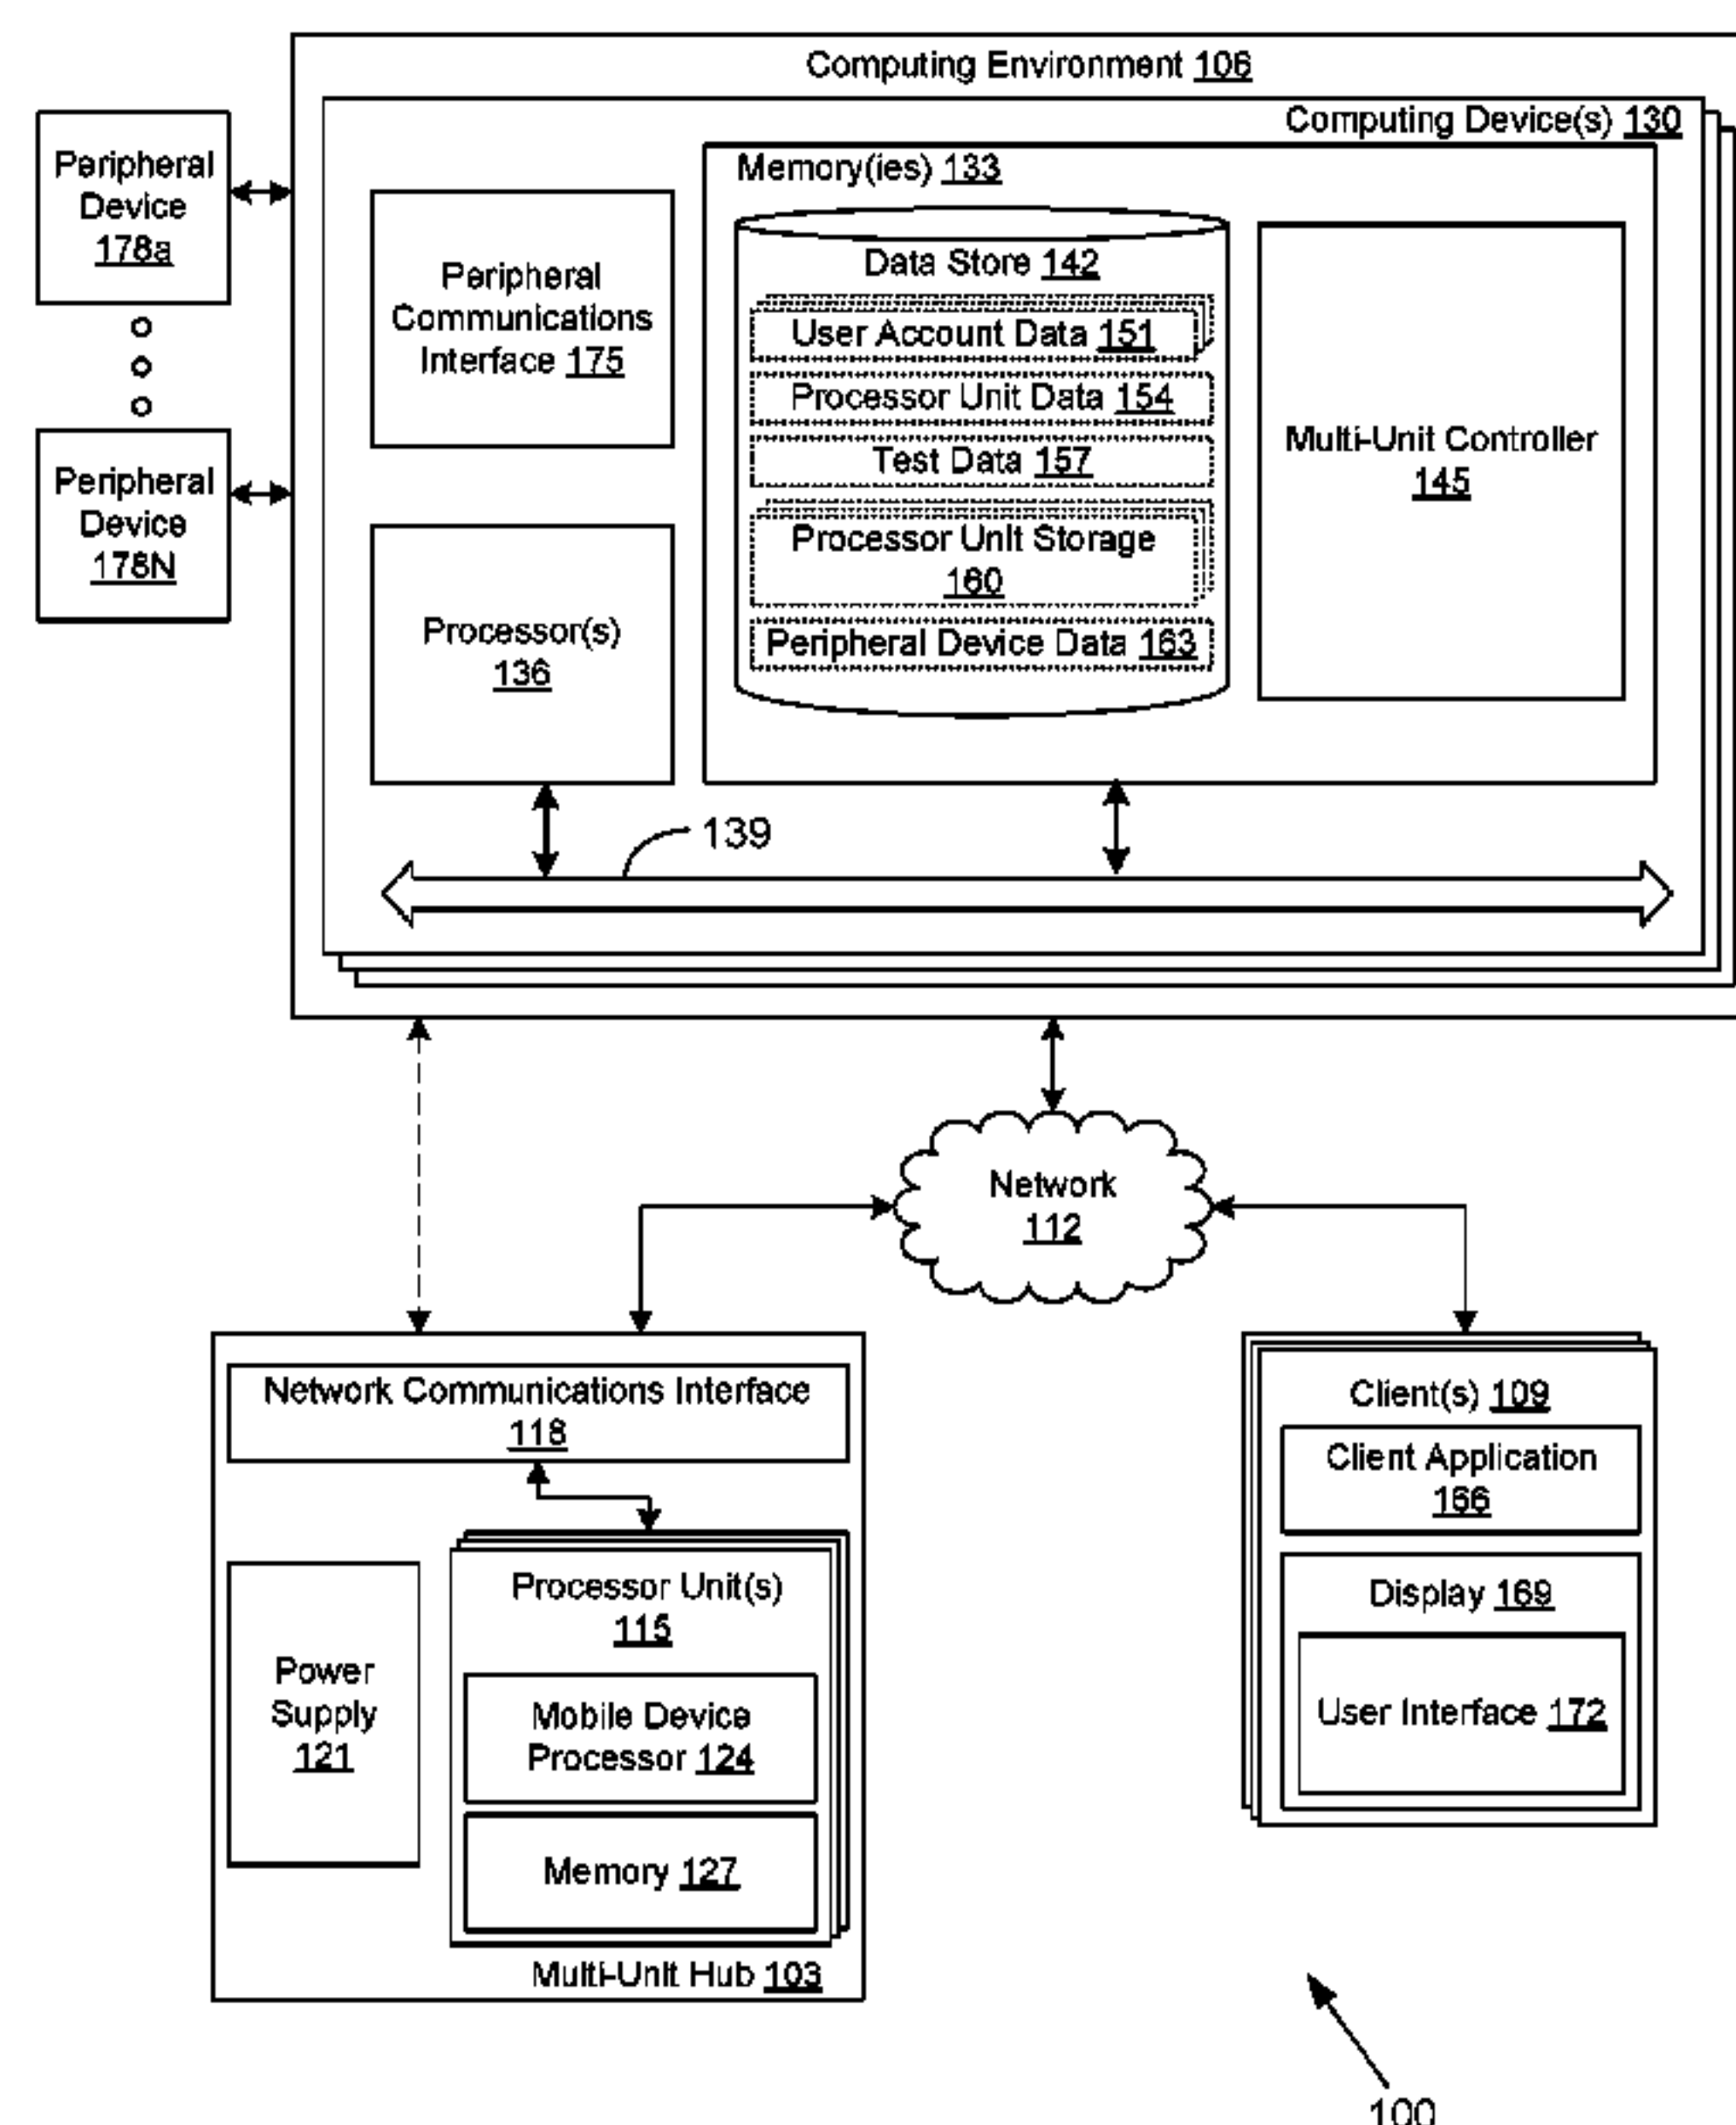 Computing Environment 106
Computing Device(s) 130
Peripheral
Device
178a
Peripheral
Device
178N
Peripheral
Communications
Interface 175
Processor(s)
136
Memory(ies) 133
Data Store 142
User Account Data 151
Processor Unit Data 154
Test Data 157
Processor Unit Storage
160
Peripheral Device Data 163
Multi-Unit Controller
145
139
Network
112
Network Communications Interface
118
Power
Supply
121
Processor Unit(s)
115
Mobile Device
Processor 124
Memory 127
Multi-Unit Hub 103
Client(s) 109
Client Application
166
Display 169
User Interface 172
100